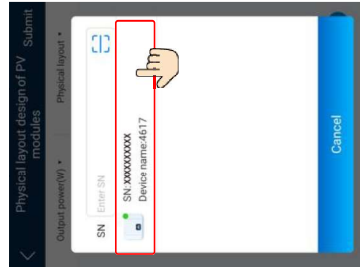 Physical layout design of PV modules
Submit
Output power(W) *
Physical layout *
SN Enter SN
SN:XXXXXXXXXX
Device name:4617
Cancel